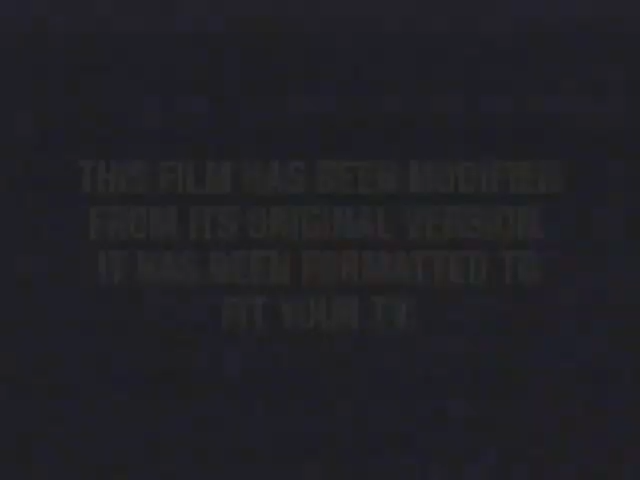 THIS FILM HAS BEEN MODIFIED
FROM ITS ORIGINAL VERSION.
IT HAS BEEN FORMATTED TO
FIT YOUR TV.